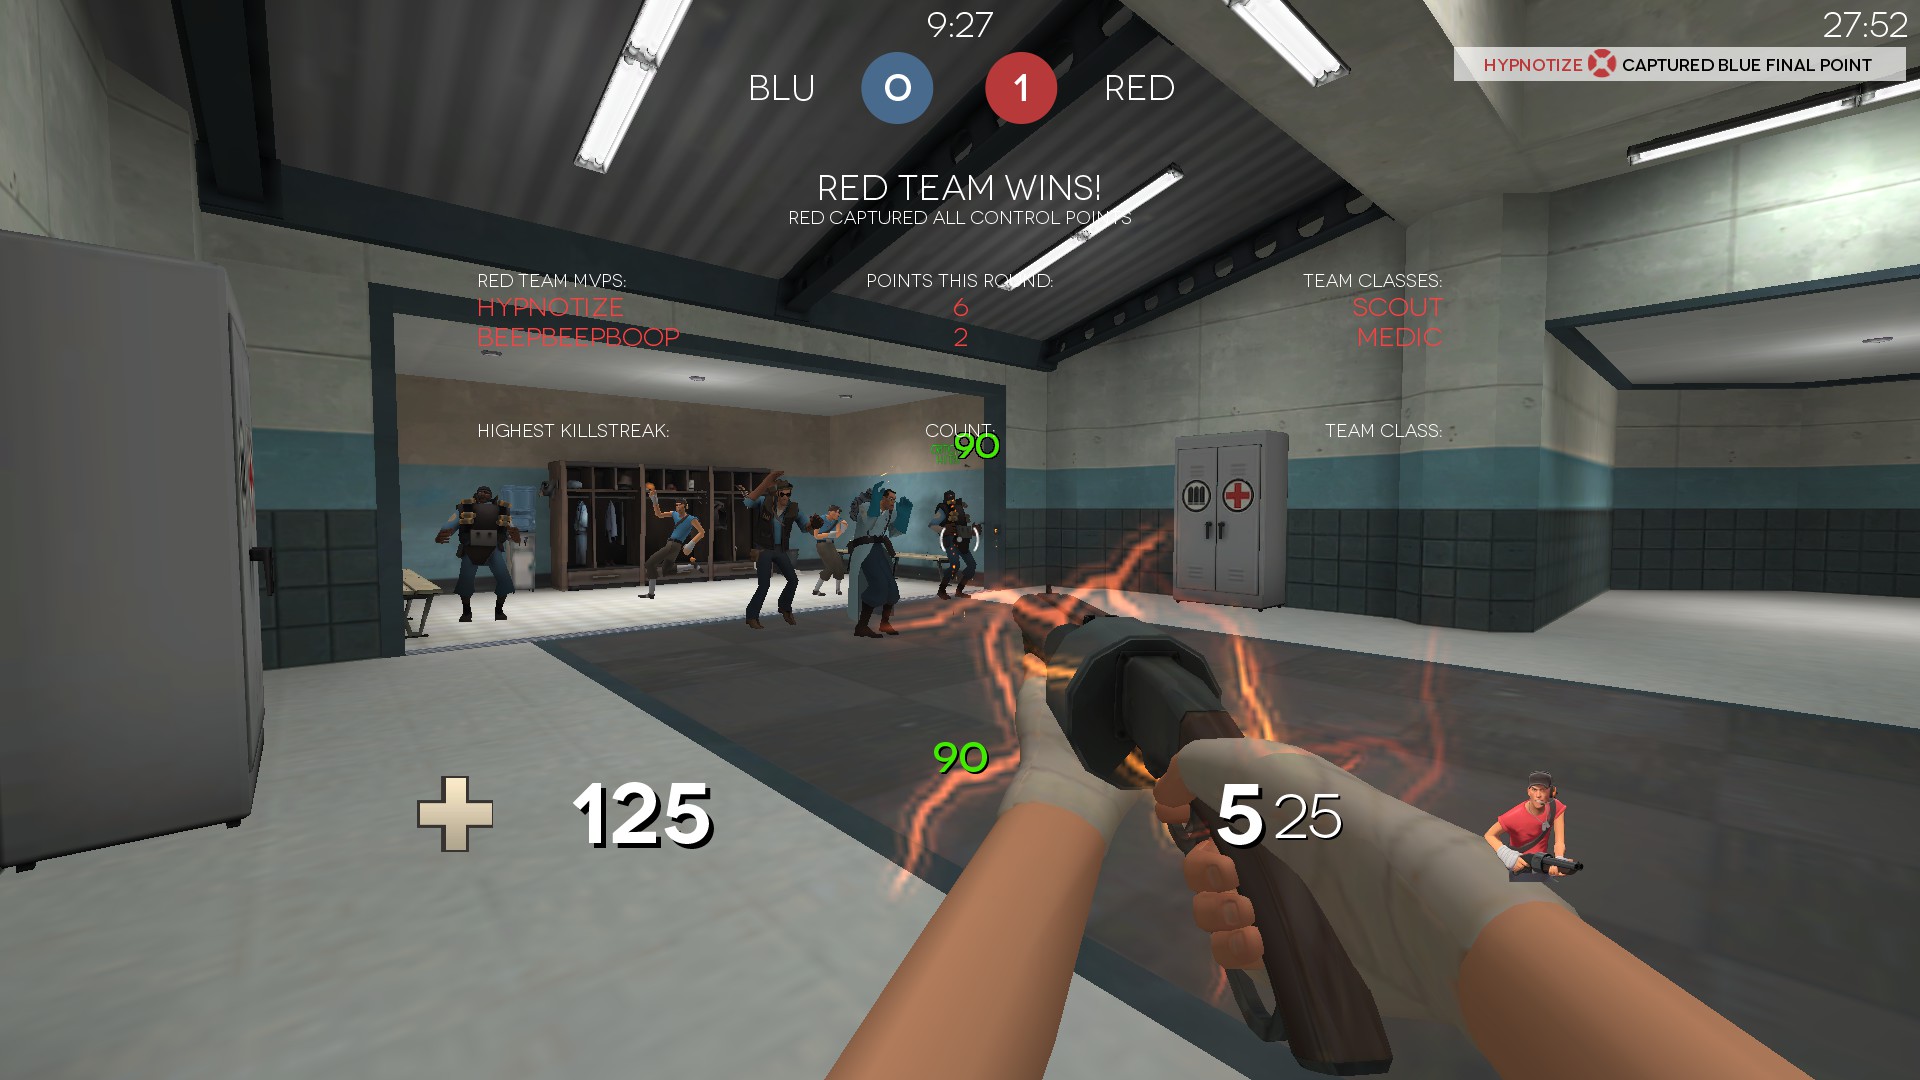 9:27
27:52
BLU 0 1 RED
HYPNOTIZE CAPTURED BLUE FINAL POINT
RED TEAM WINS!
RED CAPTURED ALL CONTROL POINTS
RED TEAM MVPS: POINTS THIS ROUND: TEAM CLASSES:
HYPNOTIZE 6 SCOUT
BEEPBEEPBOOP 2 MEDIC
HIGHEST KILLSTREAK: COUNT: TEAM CLASS:
90
90
125 5 25